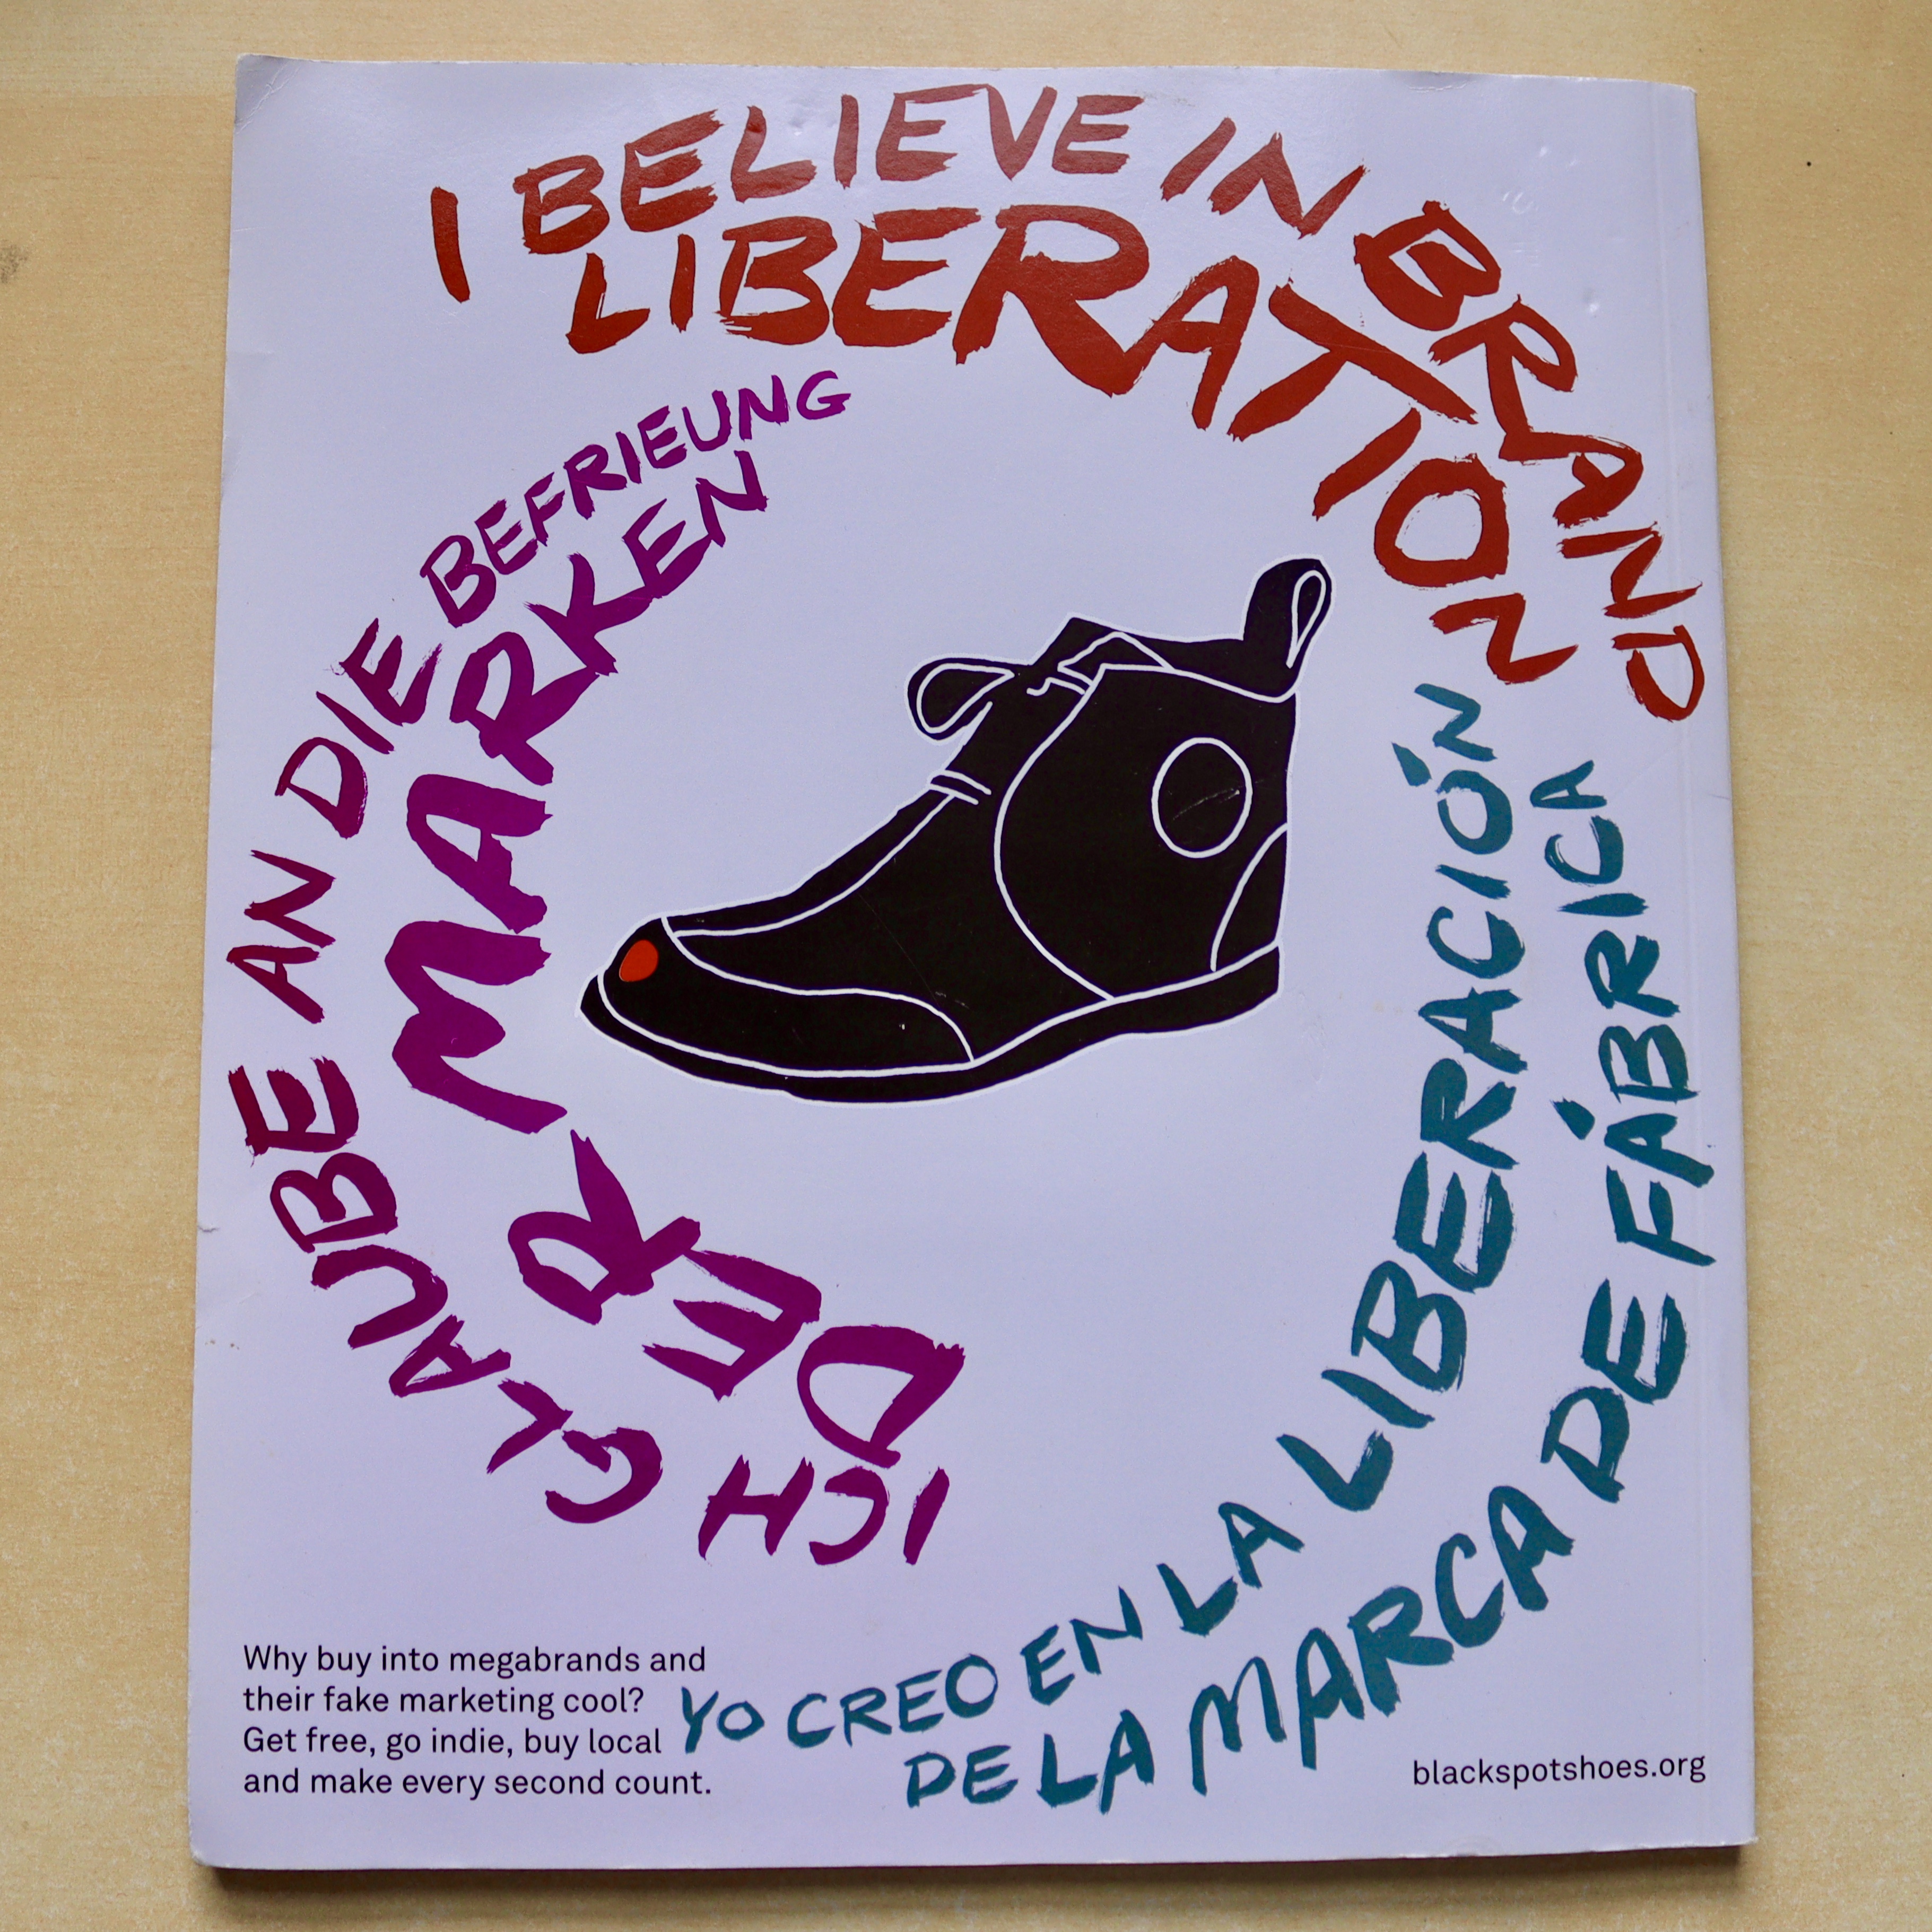 I BELIEVE IN BRAND
LIBERATION
ICH GLAUBE AN DIE BEFRIEUNG
DER MARKEN
YO CREO EN LA LIBERACIÓN
DE LA MARCA DE FÁBRICA
Why buy into megabrands and
their fake marketing cool?
Get free, go indie, buy local
and make every second count.
blackspotshoes.org